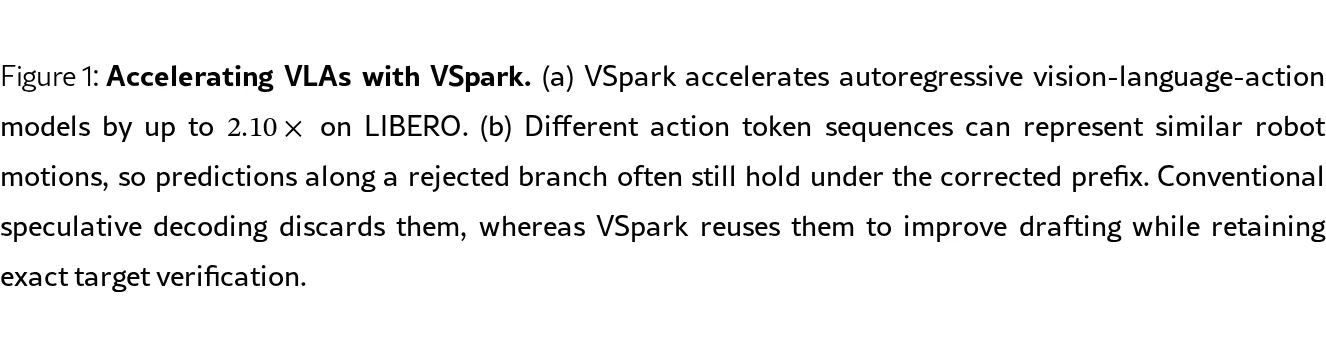 Figure 1: Accelerating VLAs with VSpark. (a) VSpark accelerates autoregressive vision-language-action
models by up to 2.10 × on LIBERO. (b) Different action token sequences can represent similar robot
motions, so predictions along a rejected branch often still hold under the corrected prefix. Conventional
speculative decoding discards them, whereas VSpark reuses them to improve drafting while retaining
exact target verification.